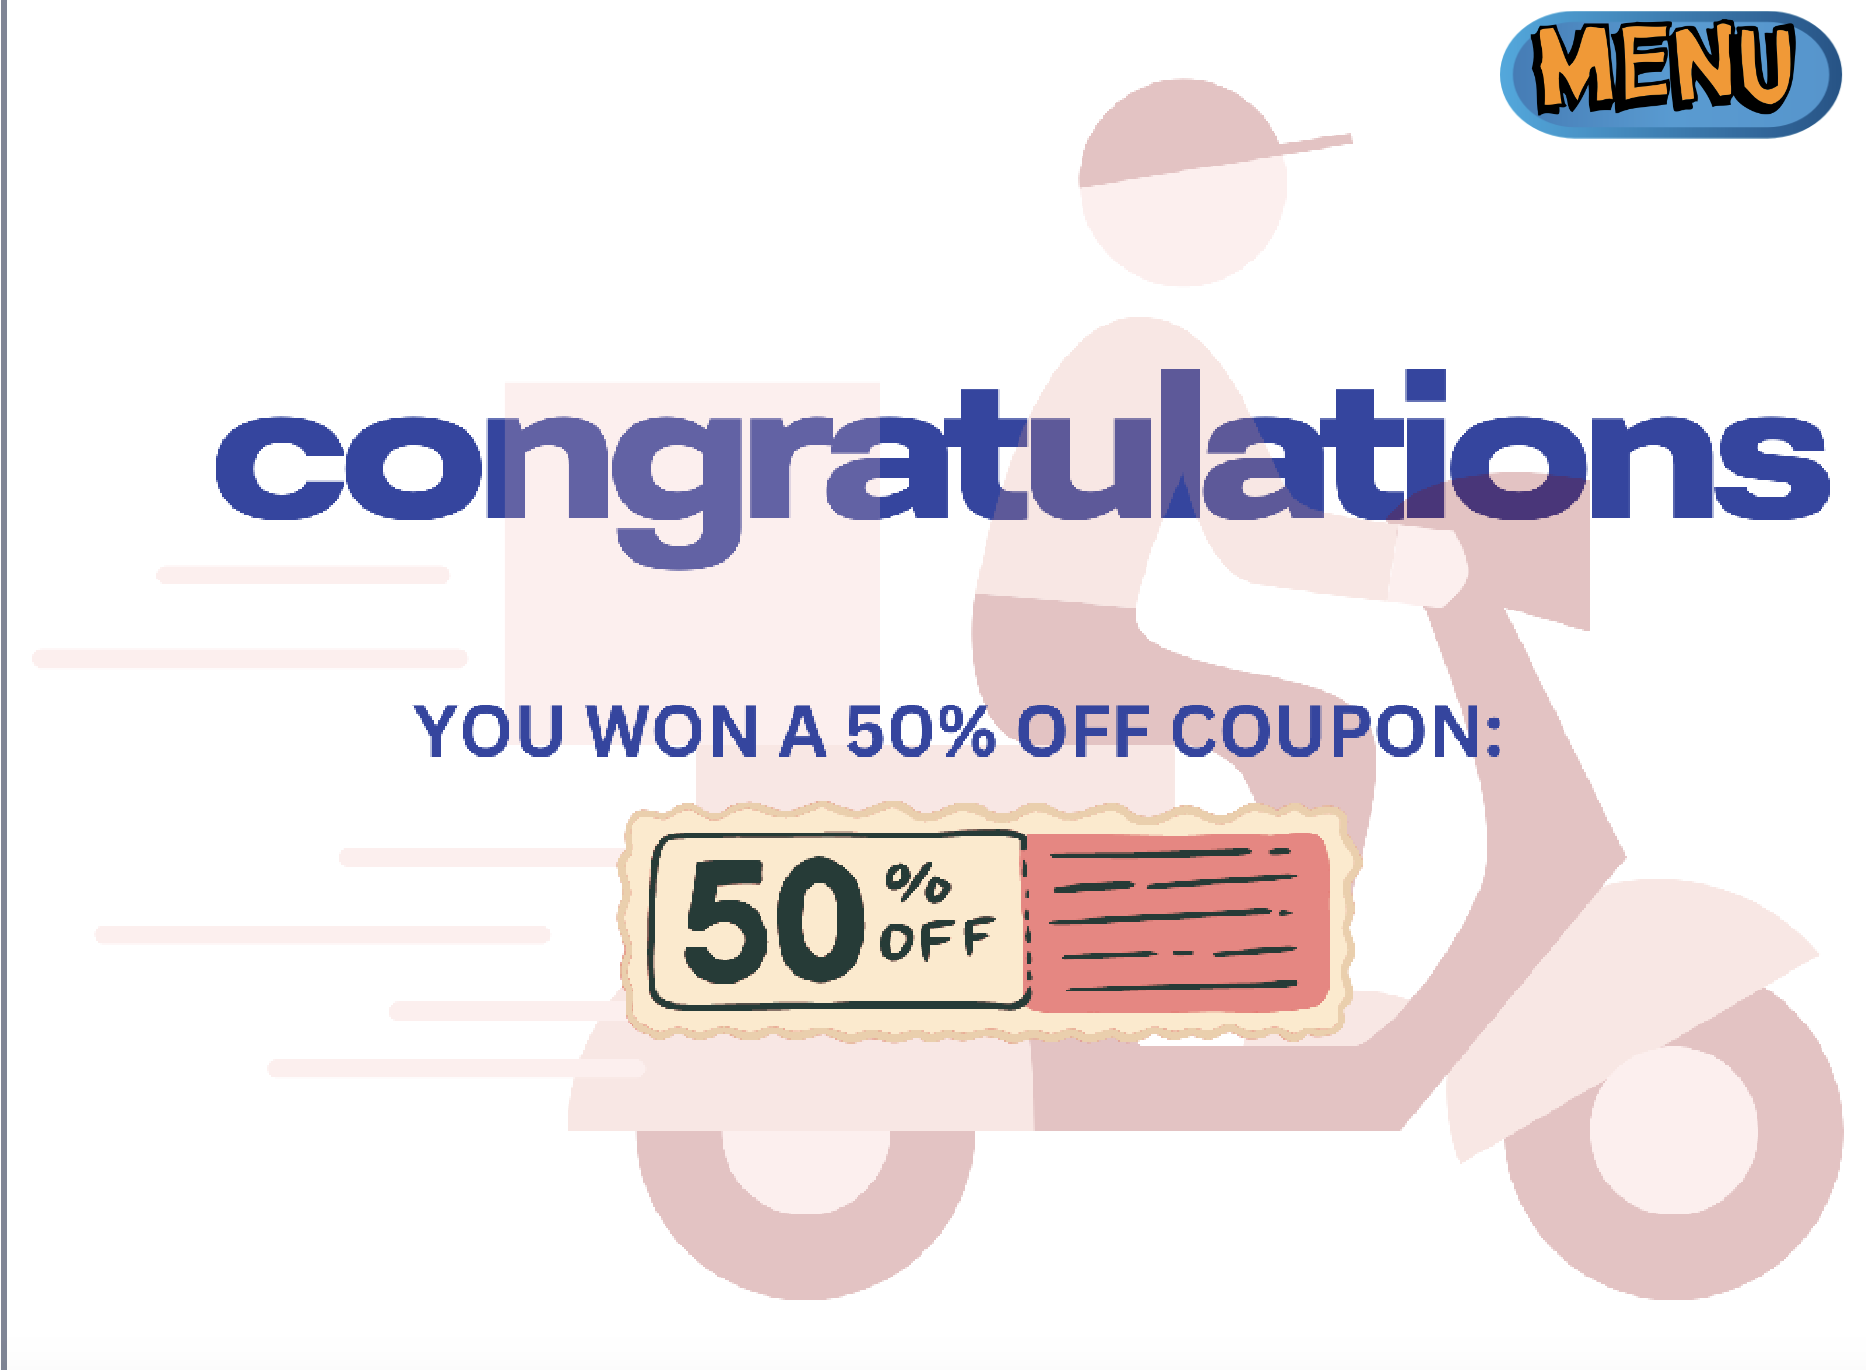 MENU
congratulations
YOU WON A 50% OFF COUPON:
50 %
OFF